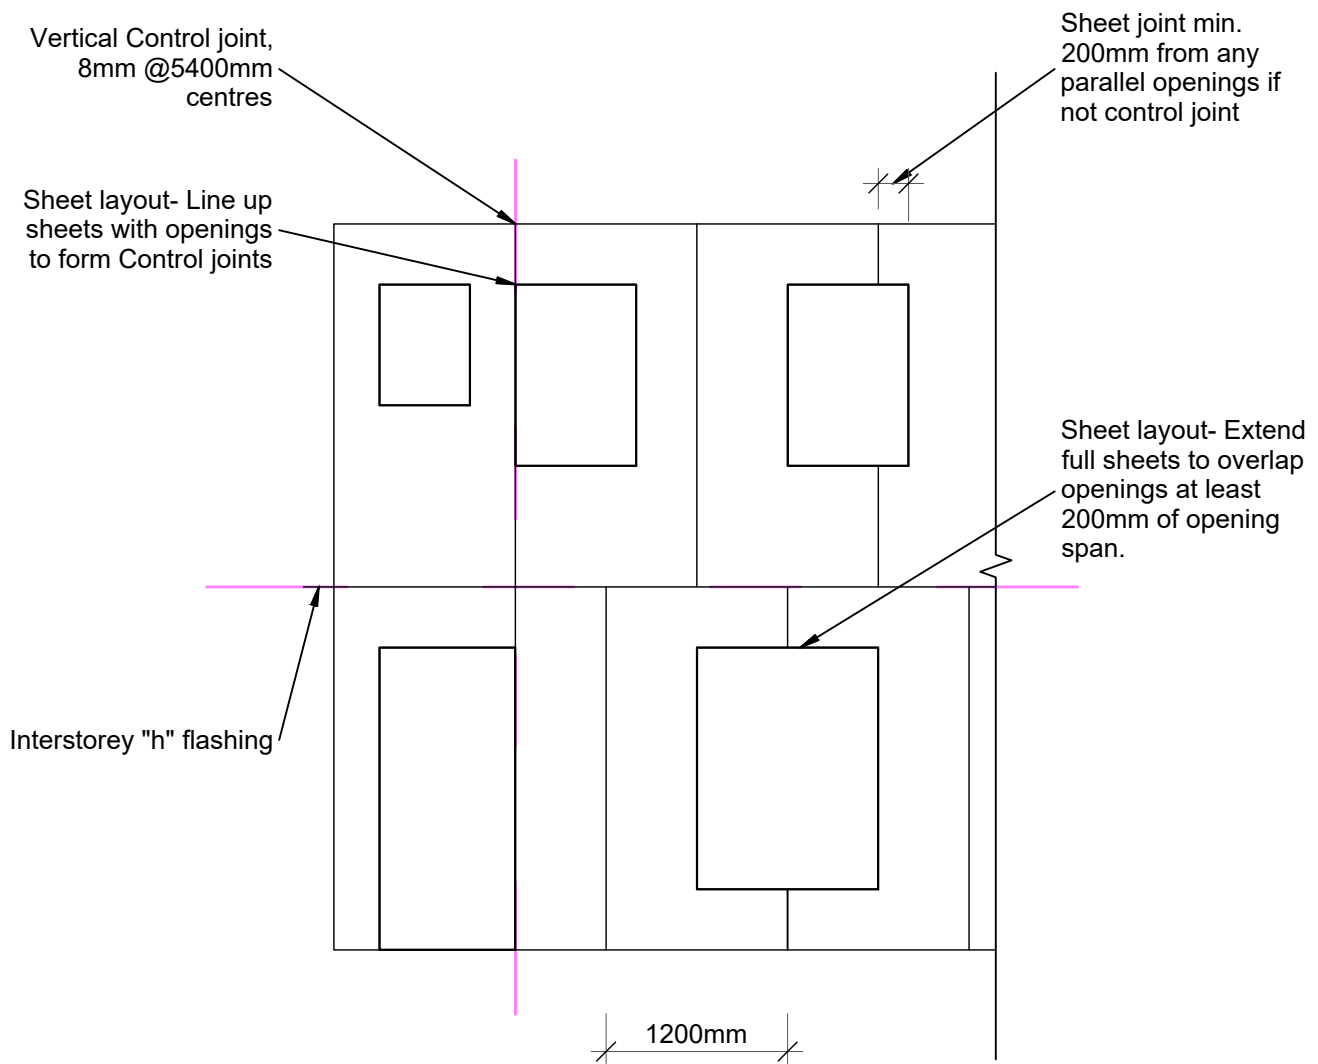 Vertical Control joint,
8mm @5400mm
centres
Sheet joint min.
200mm from any
parallel openings if
not control joint
Sheet layout- Line up
sheets with openings
to form Control joints
Sheet layout- Extend
full sheets to overlap
openings at least
200mm of opening
span.
Interstorey "h" flashing
1200mm